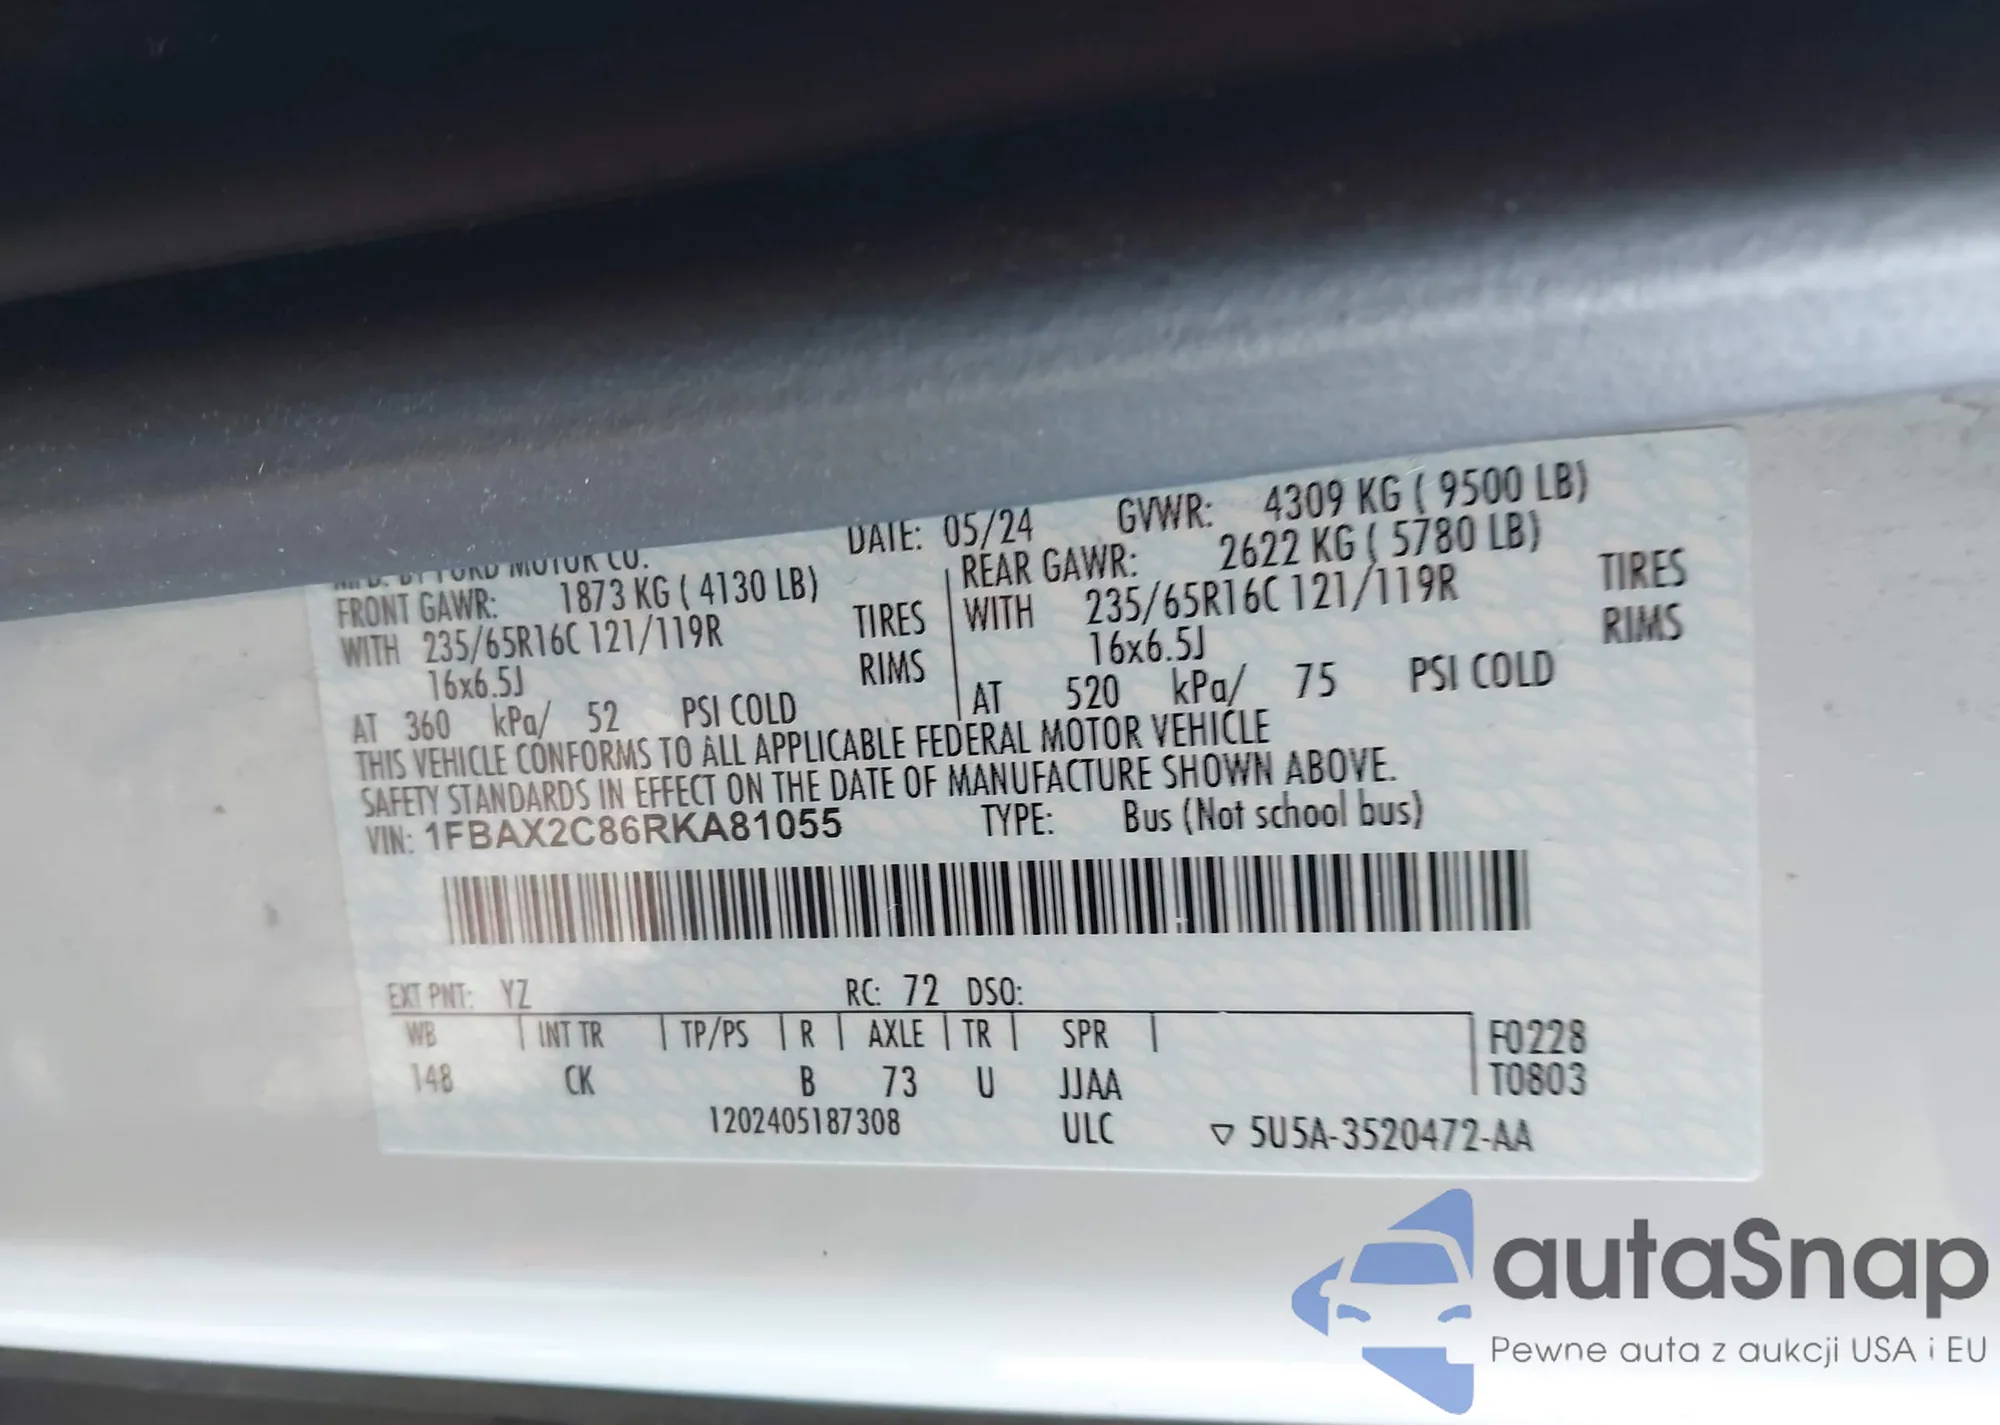 MFD. BY FORD MOTOR CO.
DATE: 05/24 GVWR: 4309 KG ( 9500 LB)
FRONT GAWR: 1873 KG ( 4130 LB) REAR GAWR: 2622 KG ( 5780 LB)
WITH 235/65R16C 121/119R TIRES WITH 235/65R16C 121/119R TIRES
16x6.5J RIMS 16x6.5J RIMS
AT 360 kPa/ 52 PSI COLD AT 520 kPa/ 75 PSI COLD
THIS VEHICLE CONFORMS TO ALL APPLICABLE FEDERAL MOTOR VEHICLE
SAFETY STANDARDS IN EFFECT ON THE DATE OF MANUFACTURE SHOWN ABOVE.
VIN: 1FBAX2C86RKA81055 TYPE: Bus (Not school bus)
EXT PNT: YZ RC: 72 DSO:
WB INT TR TP/PS R AXLE TR SPR F0228
148 CK B 73 U JJAA T0803
1202405187308 ULC ▽ 5U5A-3520472-AA
autaSnap
Pewne auta z aukcji USA i EU